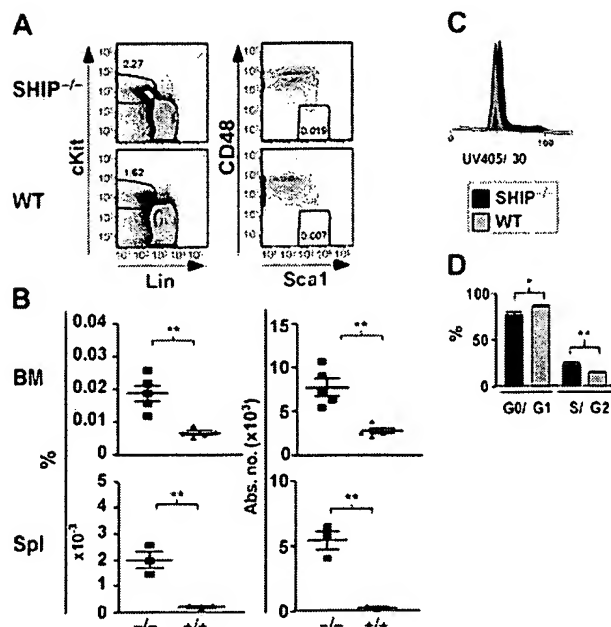 A
C
SHIP-/-
2.27
0.019
WT
1.62
0.007
cKit
CD48
Lin
Sca1
UV405/ 30
0
100
SHIP-/-
WT
D
*
**
%
100
50
0
G0/ G1
S/ G2
B
BM
Spl
%
0.04
0.03
0.02
0.01
0
**
Abs. no. (x10³)
15
10
5
0
**
x10⁻³
5
4
3
2
1
0
**
10
5
0
**
-/-
+/+
-/-
+/+